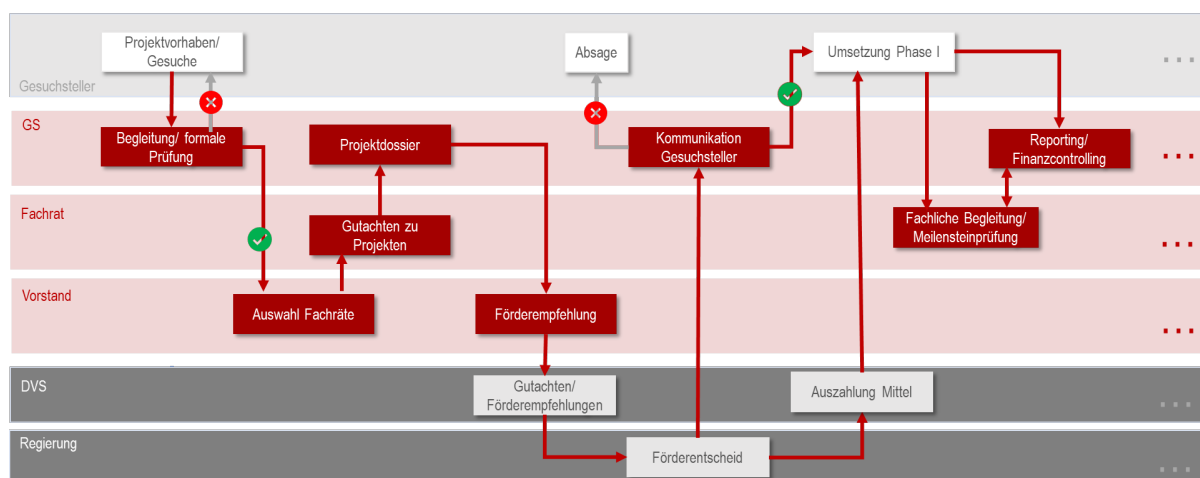 Projektvorhaben/
Gesuche
Absage
Umsetzung Phase I
...
Gesuchsteller
GS
Begleitung/ formale
Prüfung
Projektdossier
Kommunikation
Gesuchsteller
Reporting/
Finanzcontrolling
...
Fachrat
Gutachten zu
Projekten
Fachliche Begleitung/
Meilensteinprüfung
...
Vorstand
Auswahl Fachräte
Förderempfehlung
...
DVS
Gutachten/
Förderempfehlungen
Auszahlung Mittel
...
Regierung
Förderentscheid
...